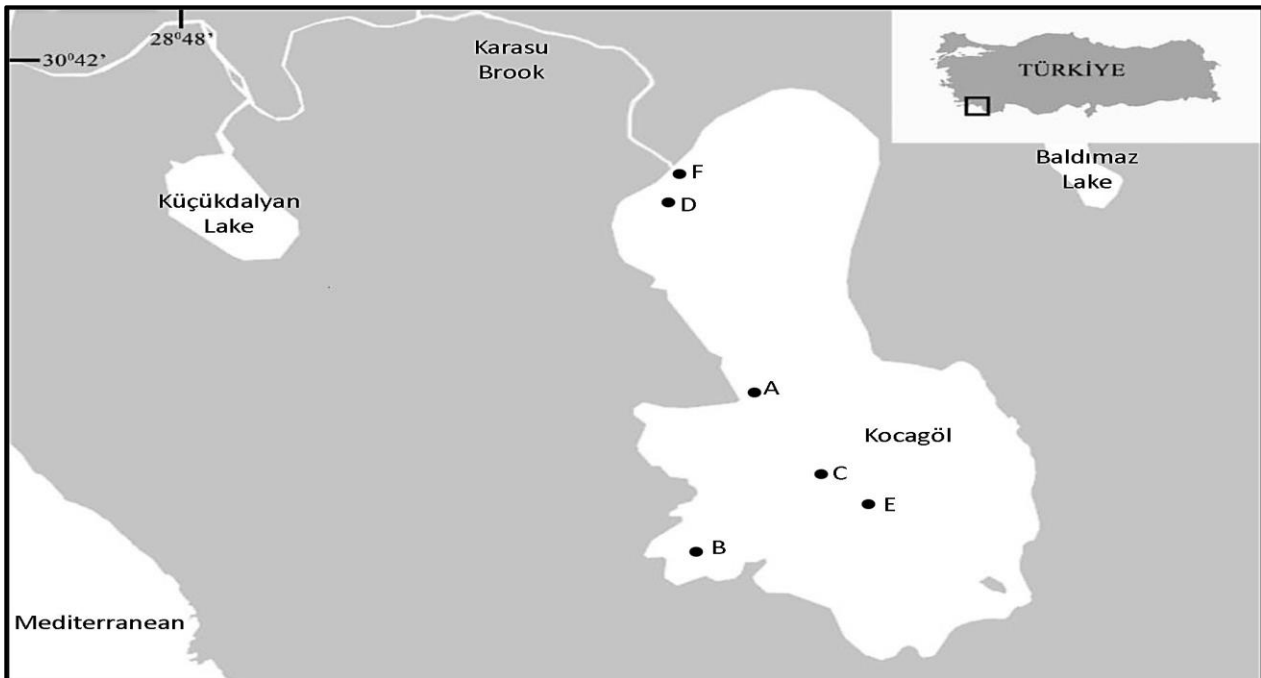 28⁰48’
30⁰42’
Karasu
Brook
TÜRKİYE
Baldımaz
Lake
Küçükdalyan
Lake
F
D
A
Kocagöl
C
E
B
Mediterranean